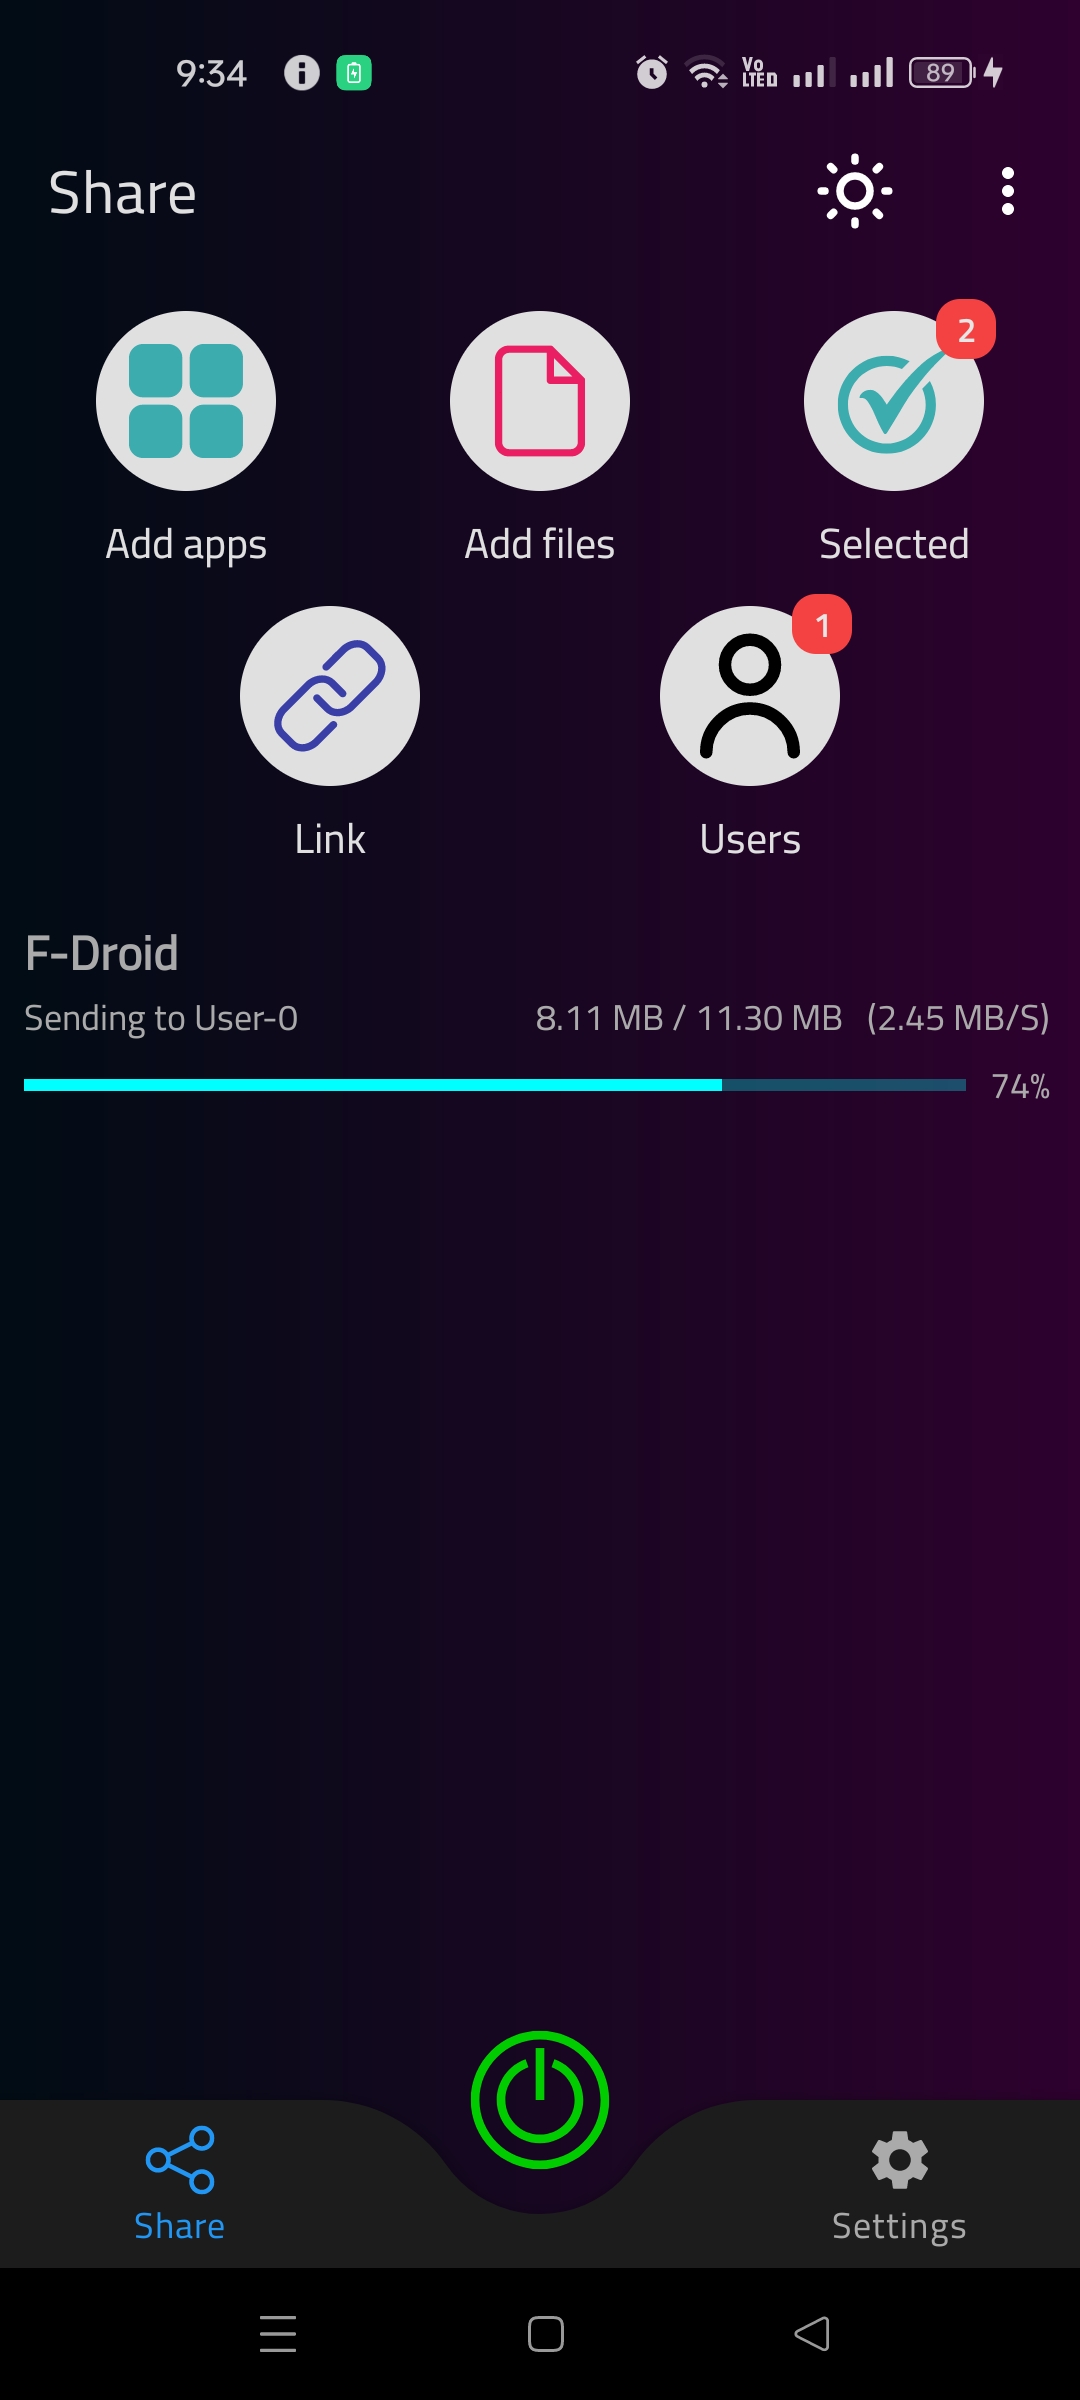 9:34 Vo LTED 89
Share
2
Add apps Add files Selected
1
Link Users
F-Droid
Sending to User-0 8.11 MB / 11.30 MB (2.45 MB/S)
74%
Share Settings